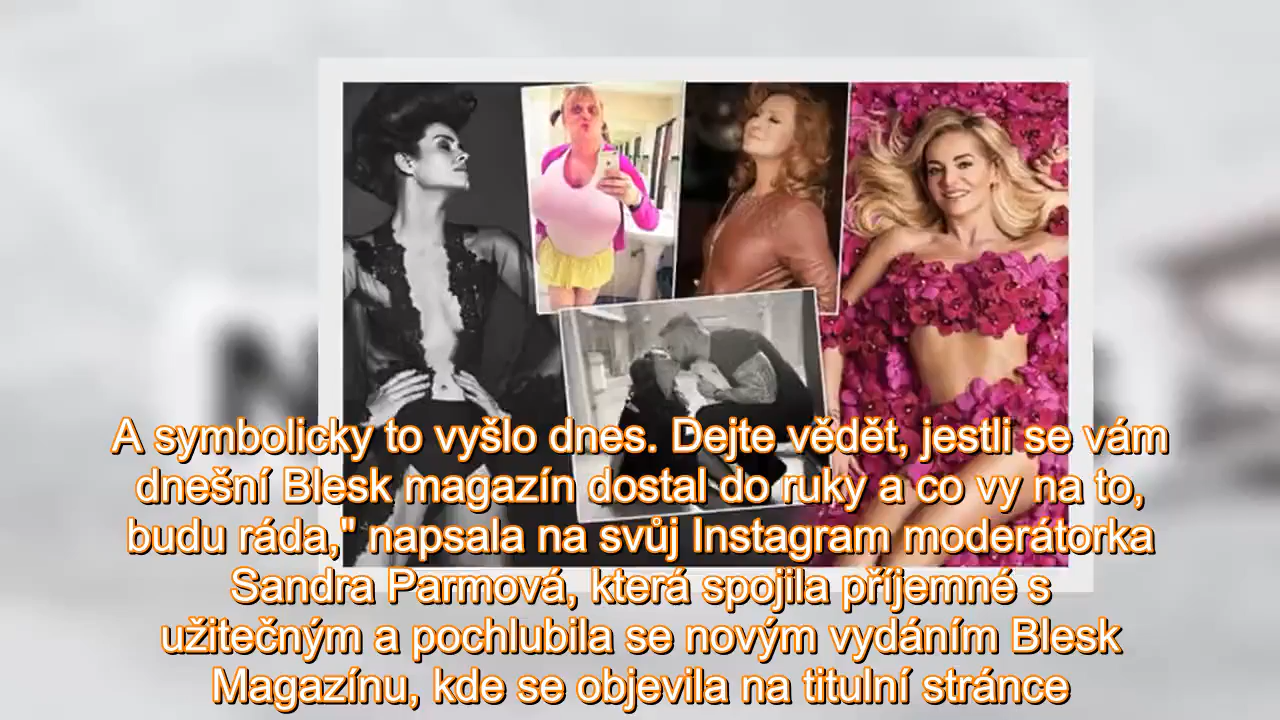 A symbolicky to vyšlo dnes. Dejte vědět, jestli se vám
dnešní Blesk magazín dostal do ruky a co vy na to,
budu ráda," napsala na svůj Instagram moderátorka
Sandra Parmová, která spojila příjemné s
užitečným a pochlubila se novým vydáním Blesk
Magazínu, kde se objevila na titulní stránce